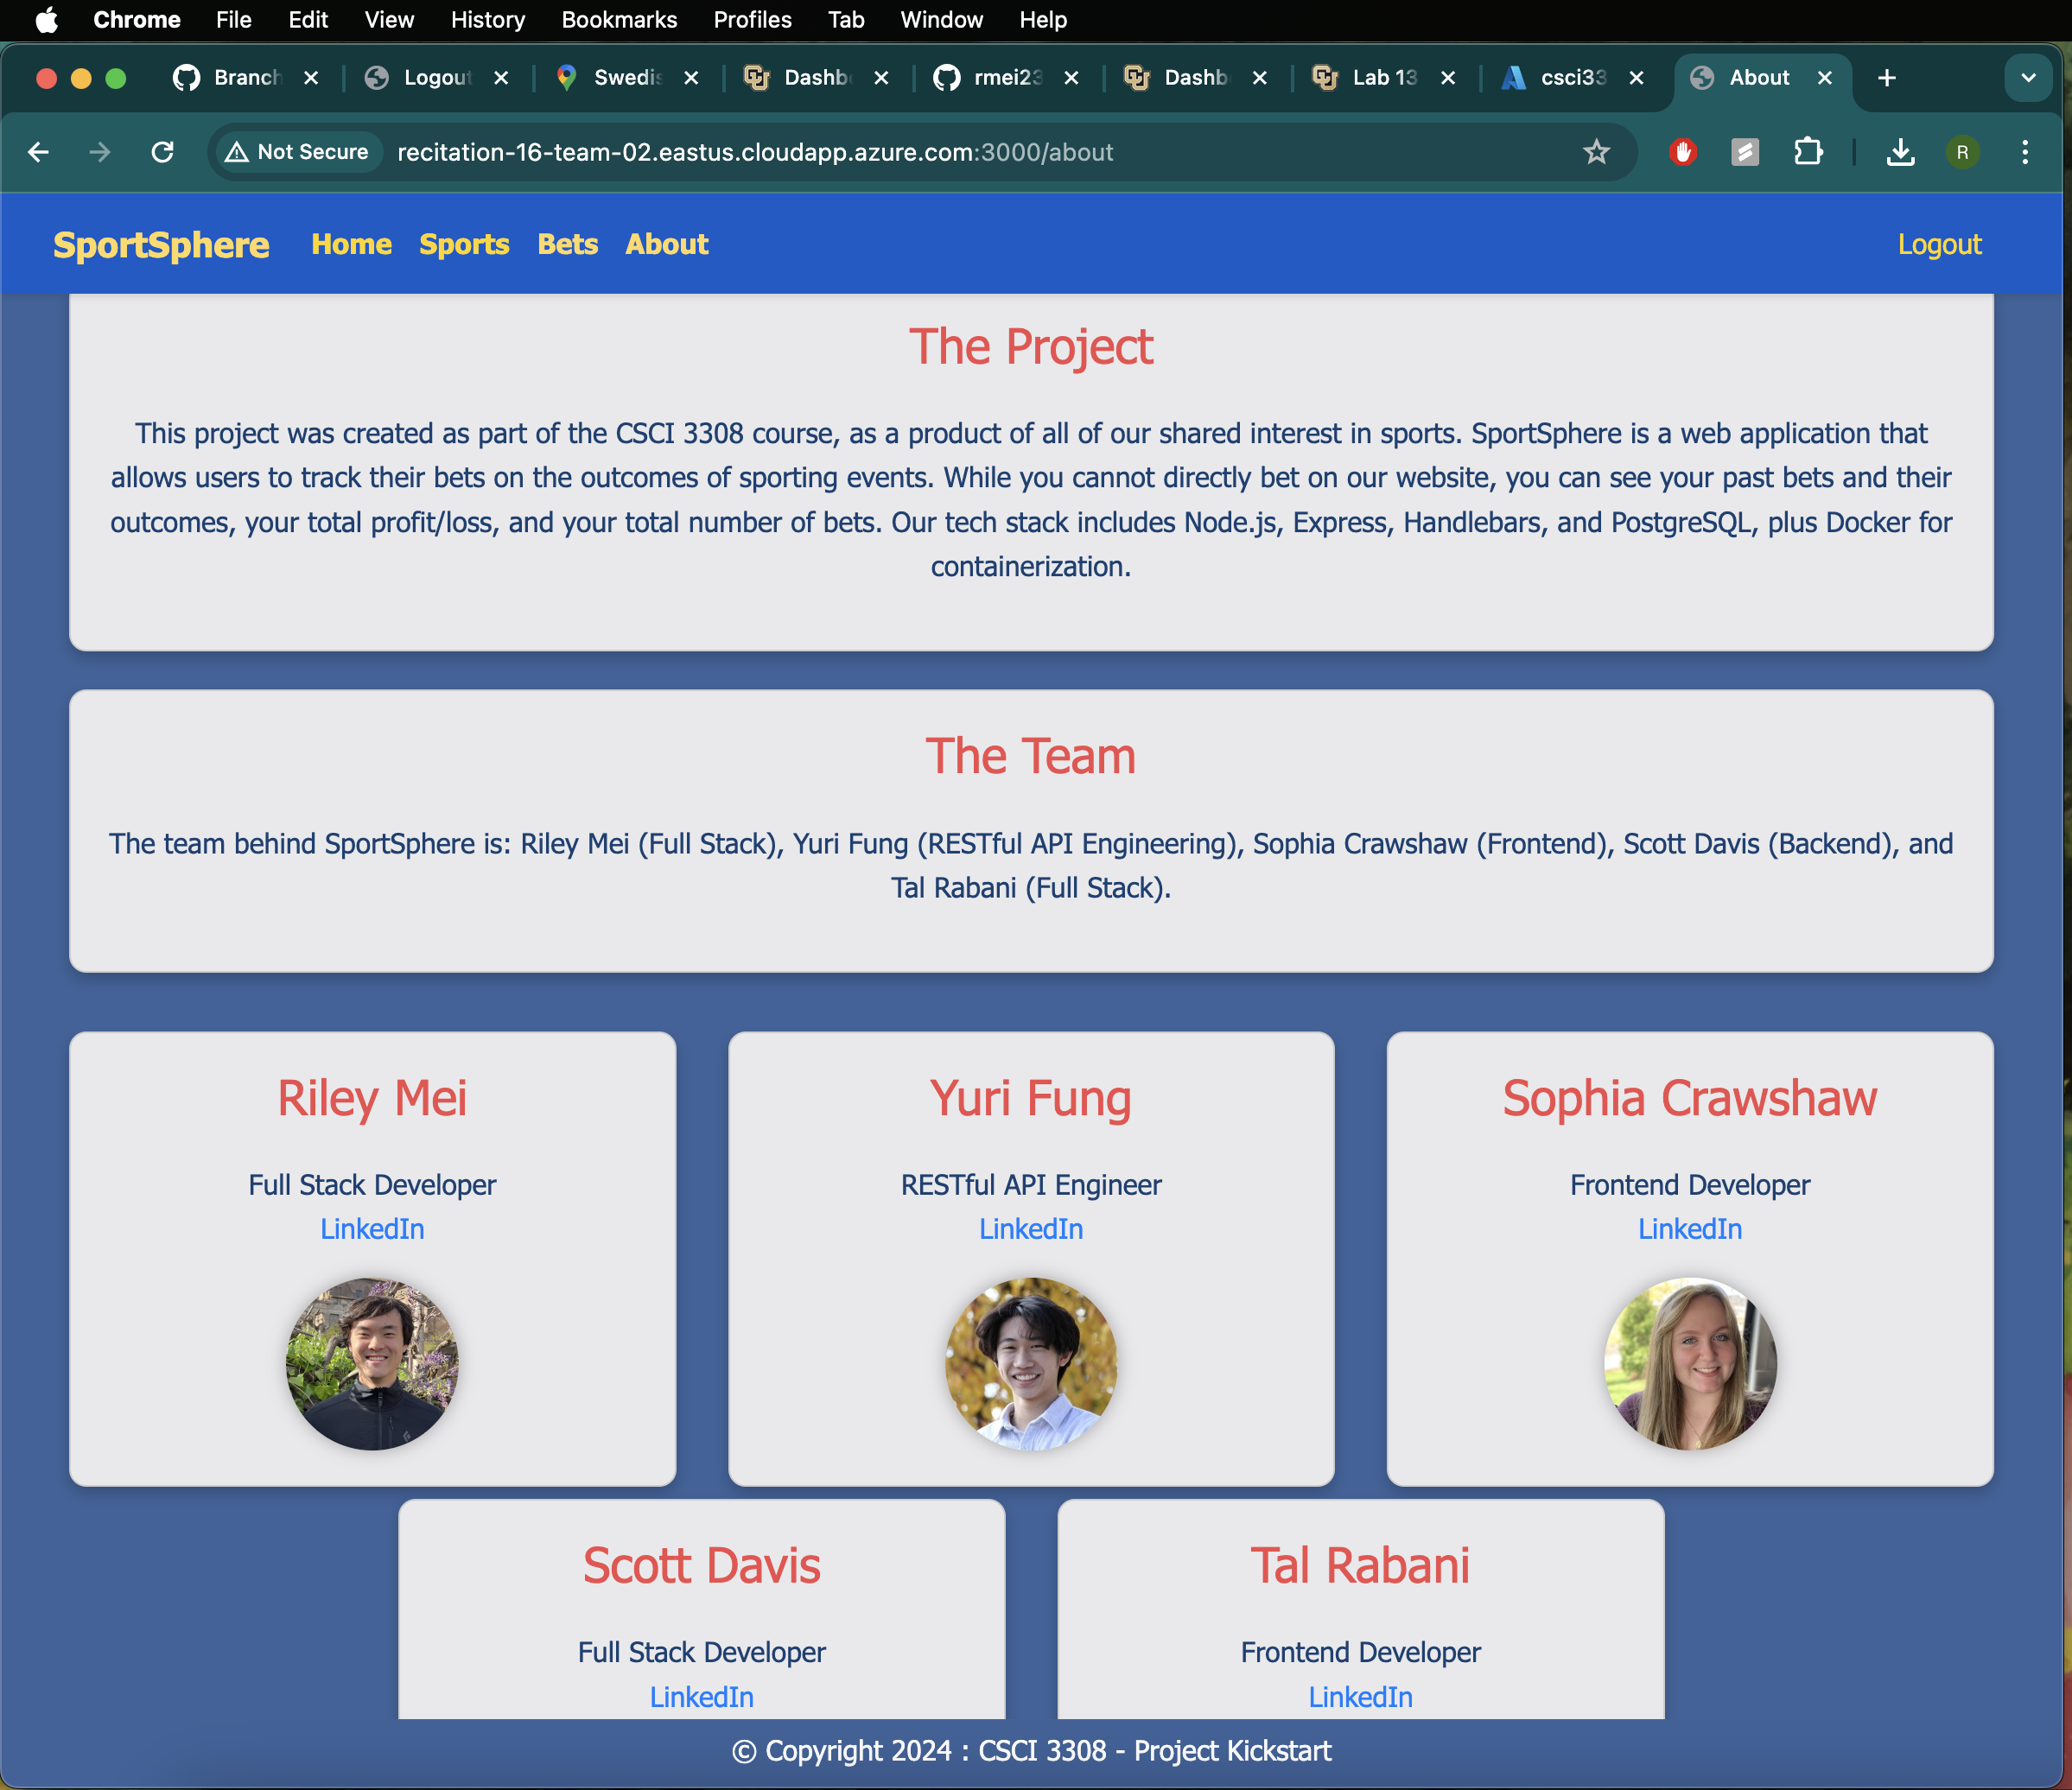 Chrome File Edit View History Bookmarks Profiles Tab Window Help
Branch Logout Swedis Dashb rmei23 Dashb Lab 13 csci33 About
Not Secure recitation-16-team-02.eastus.cloudapp.azure.com:3000/about R
SportSphere Home Sports Bets About Logout
The Project
This project was created as part of the CSCI 3308 course, as a product of all of our shared interest in sports. SportSphere is a web application that
allows users to track their bets on the outcomes of sporting events. While you cannot directly bet on our website, you can see your past bets and their
outcomes, your total profit/loss, and your total number of bets. Our tech stack includes Node.js, Express, Handlebars, and PostgreSQL, plus Docker for
containerization.
The Team
The team behind SportSphere is: Riley Mei (Full Stack), Yuri Fung (RESTful API Engineering), Sophia Crawshaw (Frontend), Scott Davis (Backend), and
Tal Rabani (Full Stack).
Riley Mei
Full Stack Developer
LinkedIn
Yuri Fung
RESTful API Engineer
LinkedIn
Sophia Crawshaw
Frontend Developer
LinkedIn
Scott Davis
Full Stack Developer
LinkedIn
Tal Rabani
Frontend Developer
LinkedIn
© Copyright 2024 : CSCI 3308 - Project Kickstart